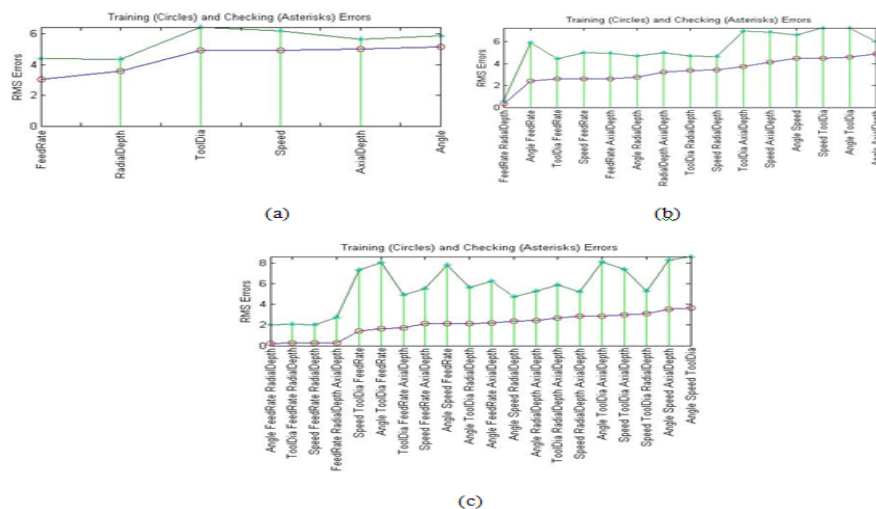 Training (Circles) and Checking (Asterisks) Errors
RMS Errors
6
4
2
0
FeedRate
RadialDepth
ToolDia
Speed
AxialDepth
Angle
(a)
Training (Circles) and Checking (Asterisks) Errors
RMS Errors
6
4
2
0
FeedRate RadialDepth
Angle FeedRate
ToolDia FeedRate
Speed FeedRate
FeedRate AxialDepth
Angle RadialDepth
RadialDepth AxialDepth
ToolDia RadialDepth
Speed RadialDepth
ToolDia AxialDepth
Speed AxialDepth
Angle Speed
Speed ToolDia
Angle ToolDia
Angle AxialD
(b)
Training (Circles) and Checking (Asterisks) Errors
RMS Errors
8
6
4
2
0
Angle FeedRate RadialDepth
ToolDia FeedRate RadialDepth
Speed FeedRate RadialDepth
FeedRate RadialDepth AxialDepth
Speed ToolDia FeedRate
Angle ToolDia FeedRate
ToolDia FeedRate AxialDepth
Speed FeedRate AxialDepth
Angle Speed FeedRate
Angle ToolDia RadialDepth
Angle FeedRate AxialDepth
Angle Speed RadialDepth
Angle RadialDepth AxialDepth
ToolDia RadialDepth AxialDepth
Speed RadialDepth AxialDepth
Angle ToolDia AxialDepth
Speed ToolDia AxialDepth
Speed ToolDia RadialDepth
Angle Speed AxialDepth
Angle Speed ToolDia
(c)